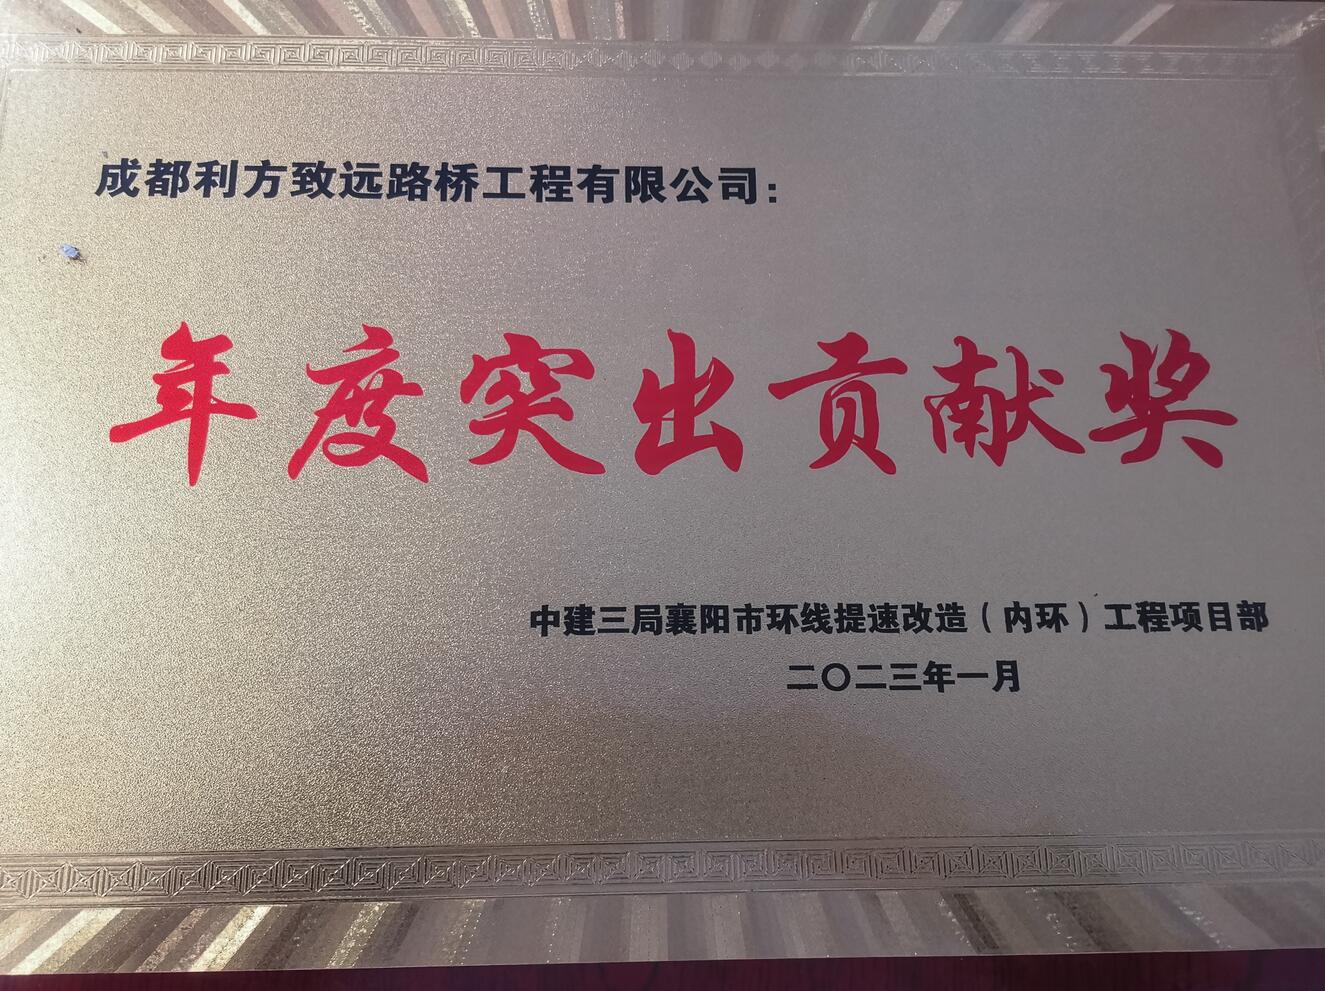 成都利方致远路桥工程有限公司：
年度突出贡献奖
中建三局襄阳市环线提速改造（内环）工程项目部
二〇二三年一月